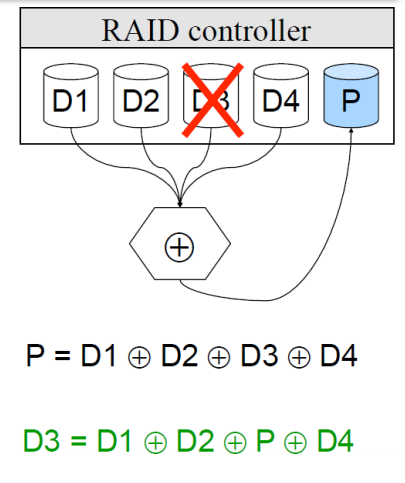 RAID controller
D1 D2 D3 D4 P
⊕
P = D1 ⊕ D2 ⊕ D3 ⊕ D4
D3 = D1 ⊕ D2 ⊕ P ⊕ D4